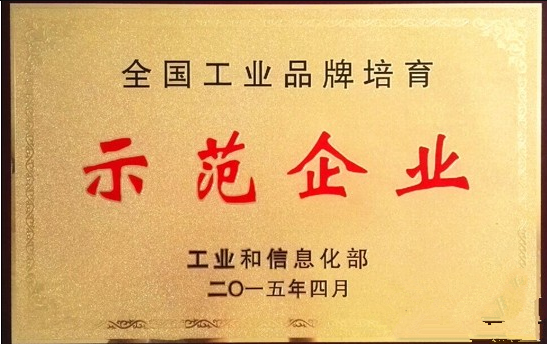 全国工业品牌培育
示范企业
工业和信息化部
二〇一五年四月